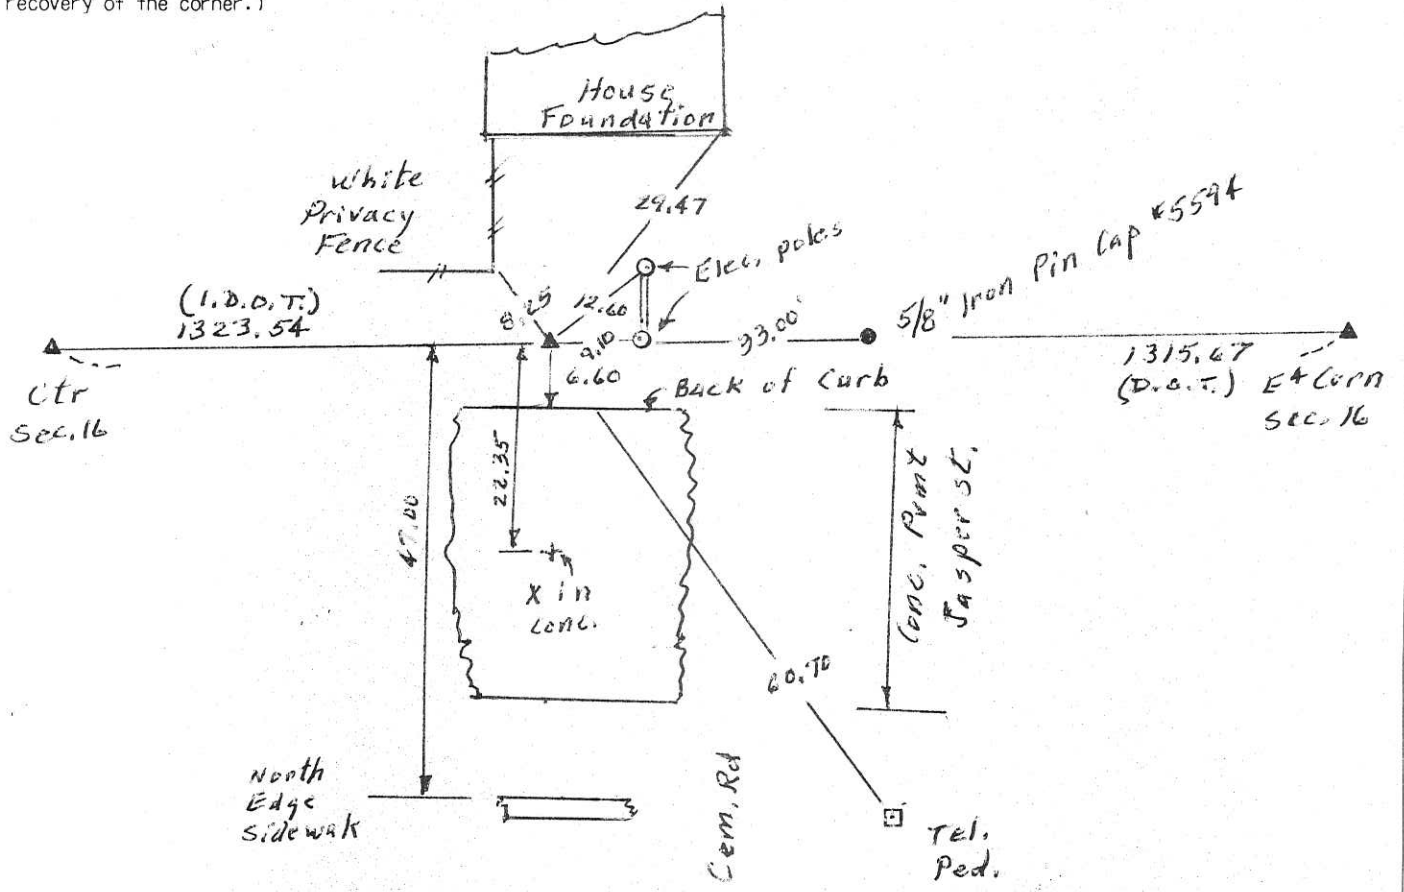 recovery of the corner.)
House
Foundation
White
Privacy
Fence
29.47
Elec. poles
5/8" Iron Pin Cap #5594
(I.D.O.T.)
1323.54
8.25
12.60
9.10
93.00'
1315.67
(D.O.T.)
E 4 Corn
Sec. 16
Ctr
Sec. 16
6.60
Back of Curb
22.35
47.00
X in
conc.
Conc. Pvmt
Jasper St.
60.70
North
Edge
Sidewak
Cem. Rd
Tel.
Ped.